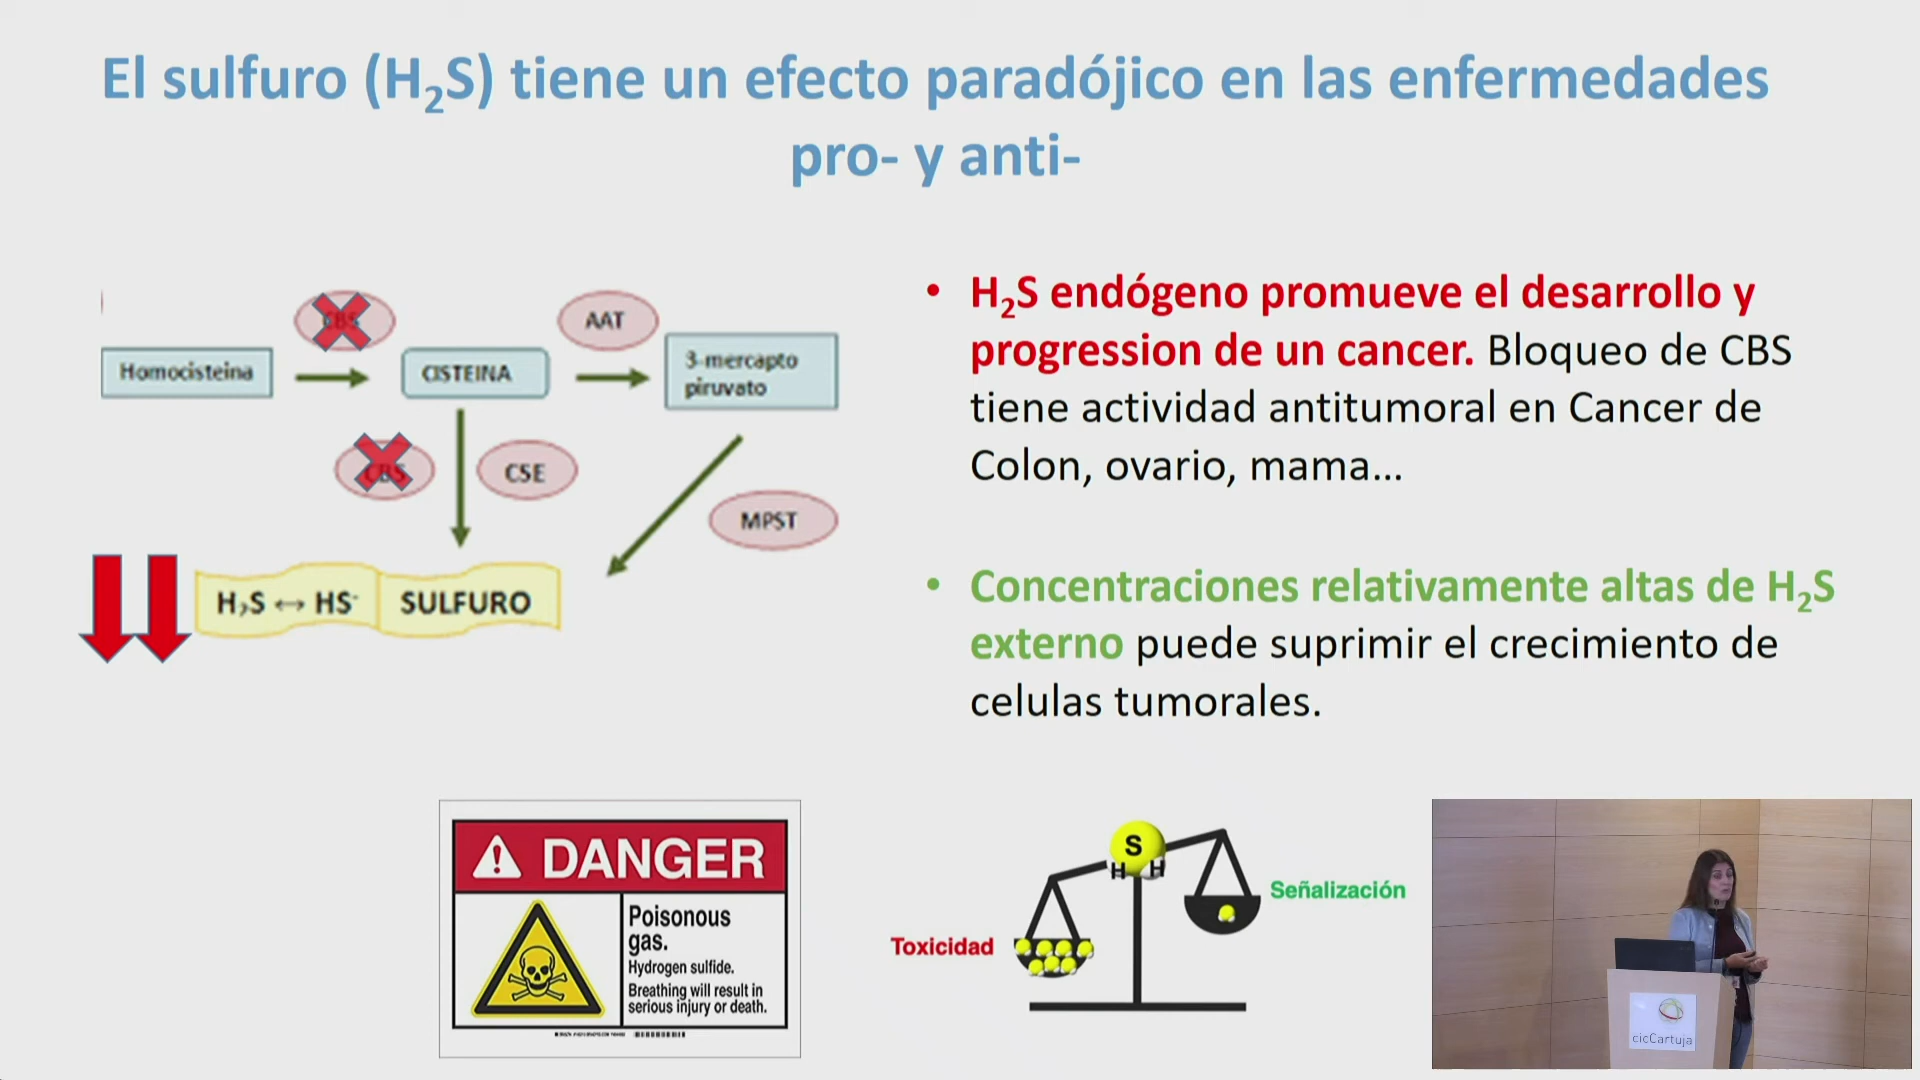 El sulfuro (H₂S) tiene un efecto paradójico en las enfermedades
pro- y anti-
CBS
AAT
Homocisteina
CISTEINA
3-mercapto
piruvato
CBS
CSE
MPST
H₂S ↔ HS⁻
SULFURO
• H₂S endógeno promueve el desarrollo y
progression de un cancer. Bloqueo de CBS
tiene actividad antitumoral en Cancer de
Colon, ovario, mama...
• Concentraciones relativamente altas de H₂S
externo puede suprimir el crecimiento de
celulas tumorales.
DANGER
Poisonous
gas.
Hydrogen sulfide.
Breathing will result in
serious injury or death.
S
H H
Señalización
Toxicidad
cicCartuja